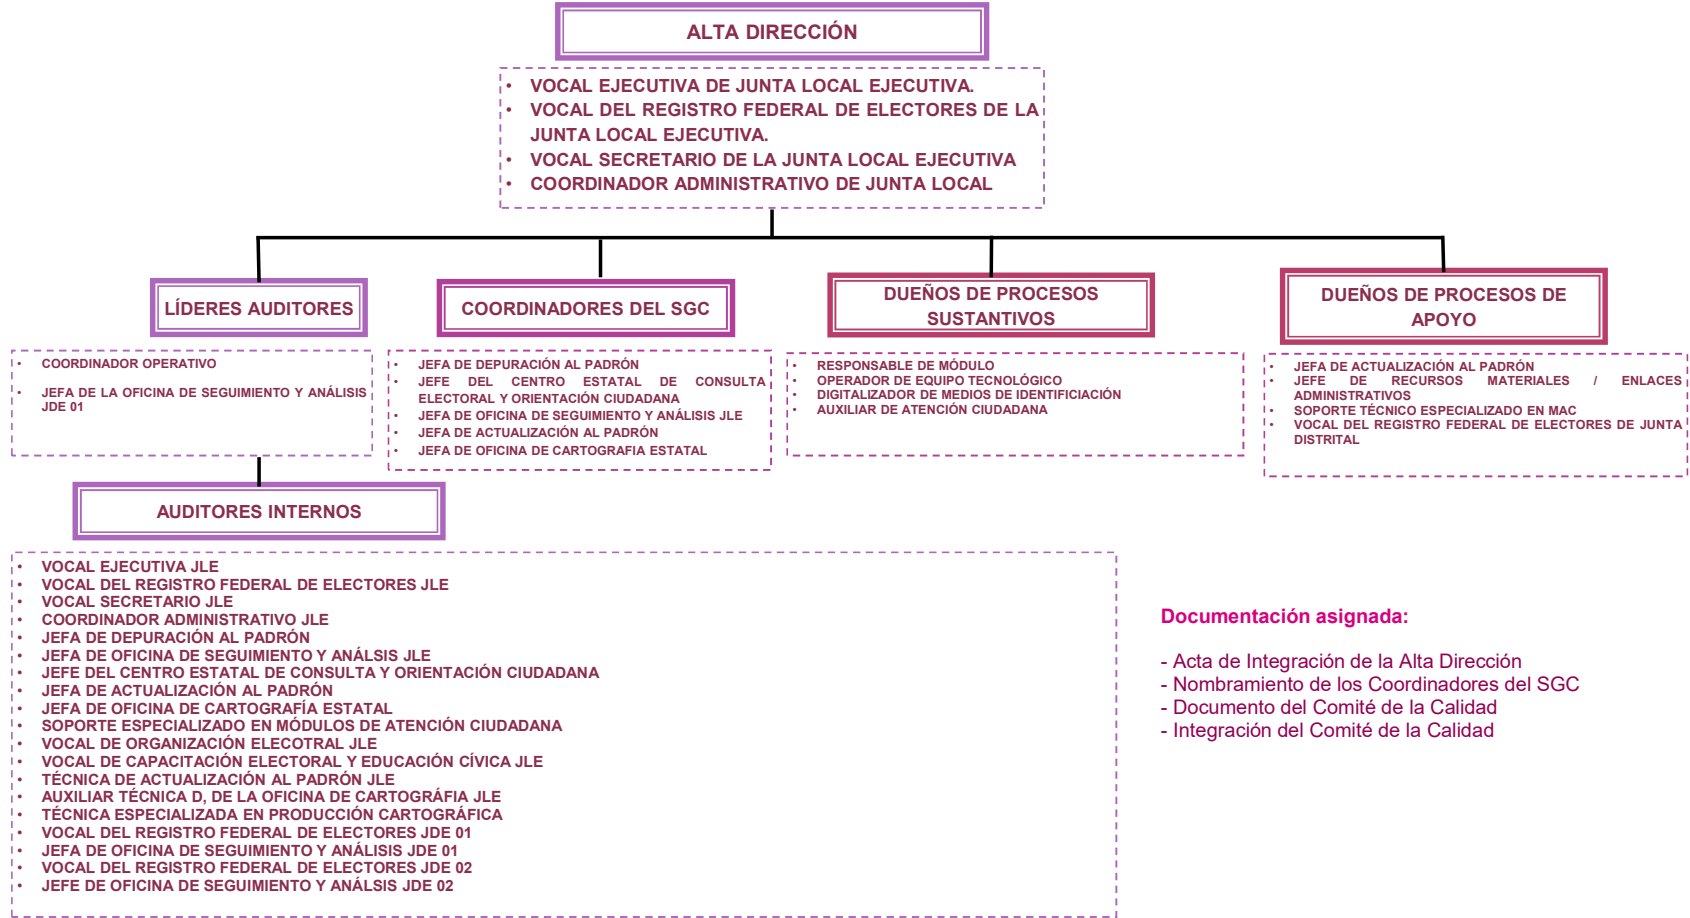 ALTA DIRECCIÓN
• VOCAL EJECUTIVA DE JUNTA LOCAL EJECUTIVA.
• VOCAL DEL REGISTRO FEDERAL DE ELECTORES DE LA
JUNTA LOCAL EJECUTIVA.
• VOCAL SECRETARIO DE LA JUNTA LOCAL EJECUTIVA
• COORDINADOR ADMINISTRATIVO DE JUNTA LOCAL
LÍDERES AUDITORES
• COORDINADOR OPERATIVO
• JEFA DE LA OFICINA DE SEGUIMIENTO Y ANÁLISIS
JDE 01
COORDINADORES DEL SGC
• JEFA DE DEPURACIÓN AL PADRÓN
• JEFE DEL CENTRO ESTATAL DE CONSULTA
ELECTORAL Y ORIENTACIÓN CIUDADANA
• JEFA DE OFICINA DE SEGUIMIENTO Y ANÁLISIS JLE
• JEFA DE ACTUALIZACIÓN AL PADRÓN
• JEFA DE OFICINA DE CARTOGRAFIA ESTATAL
DUEÑOS DE PROCESOS
SUSTANTIVOS
• RESPONSABLE DE MÓDULO
• OPERADOR DE EQUIPO TECNOLÓGICO
• DIGITALIZADOR DE MEDIOS DE IDENTIFICIACIÓN
• AUXILIAR DE ATENCIÓN CIUDADANA
DUEÑOS DE PROCESOS DE
APOYO
• JEFA DE ACTUALIZACIÓN AL PADRÓN
• JEFE DE RECURSOS MATERIALES / ENLACES
ADMINISTRATIVOS
• SOPORTE TÉCNICO ESPECIALIZADO EN MAC
• VOCAL DEL REGISTRO FEDERAL DE ELECTORES DE JUNTA
DISTRITAL
AUDITORES INTERNOS
• VOCAL EJECUTIVA JLE
• VOCAL DEL REGISTRO FEDERAL DE ELECTORES JLE
• VOCAL SECRETARIO JLE
• COORDINADOR ADMINISTRATIVO JLE
• JEFA DE DEPURACIÓN AL PADRÓN
• JEFA DE OFICINA DE SEGUIMIENTO Y ANÁLSIS JLE
• JEFE DEL CENTRO ESTATAL DE CONSULTA Y ORIENTACIÓN CIUDADANA
• JEFA DE ACTUALIZACIÓN AL PADRÓN
• JEFA DE OFICINA DE CARTOGRAFÍA ESTATAL
• SOPORTE ESPECIALIZADO EN MÓDULOS DE ATENCIÓN CIUDADANA
• VOCAL DE ORGANIZACIÓN ELECOTRAL JLE
• VOCAL DE CAPACITACIÓN ELECTORAL Y EDUCACIÓN CÍVICA JLE
• TÉCNICA DE ACTUALIZACIÓN AL PADRÓN JLE
• AUXILIAR TÉCNICA D, DE LA OFICINA DE CARTOGRÁFIA JLE
• TÉCNICA ESPECIALIZADA EN PRODUCCIÓN CARTOGRÁFICA
• VOCAL DEL REGISTRO FEDERAL DE ELECTORES JDE 01
• JEFA DE OFICINA DE SEGUIMIENTO Y ANÁLISIS JDE 01
• VOCAL DEL REGISTRO FEDERAL DE ELECTORES JDE 02
• JEFE DE OFICINA DE SEGUIMIENTO Y ANÁLSIS JDE 02
Documentación asignada:
- Acta de Integración de la Alta Dirección
- Nombramiento de los Coordinadores del SGC
- Documento del Comité de la Calidad
- Integración del Comité de la Calidad